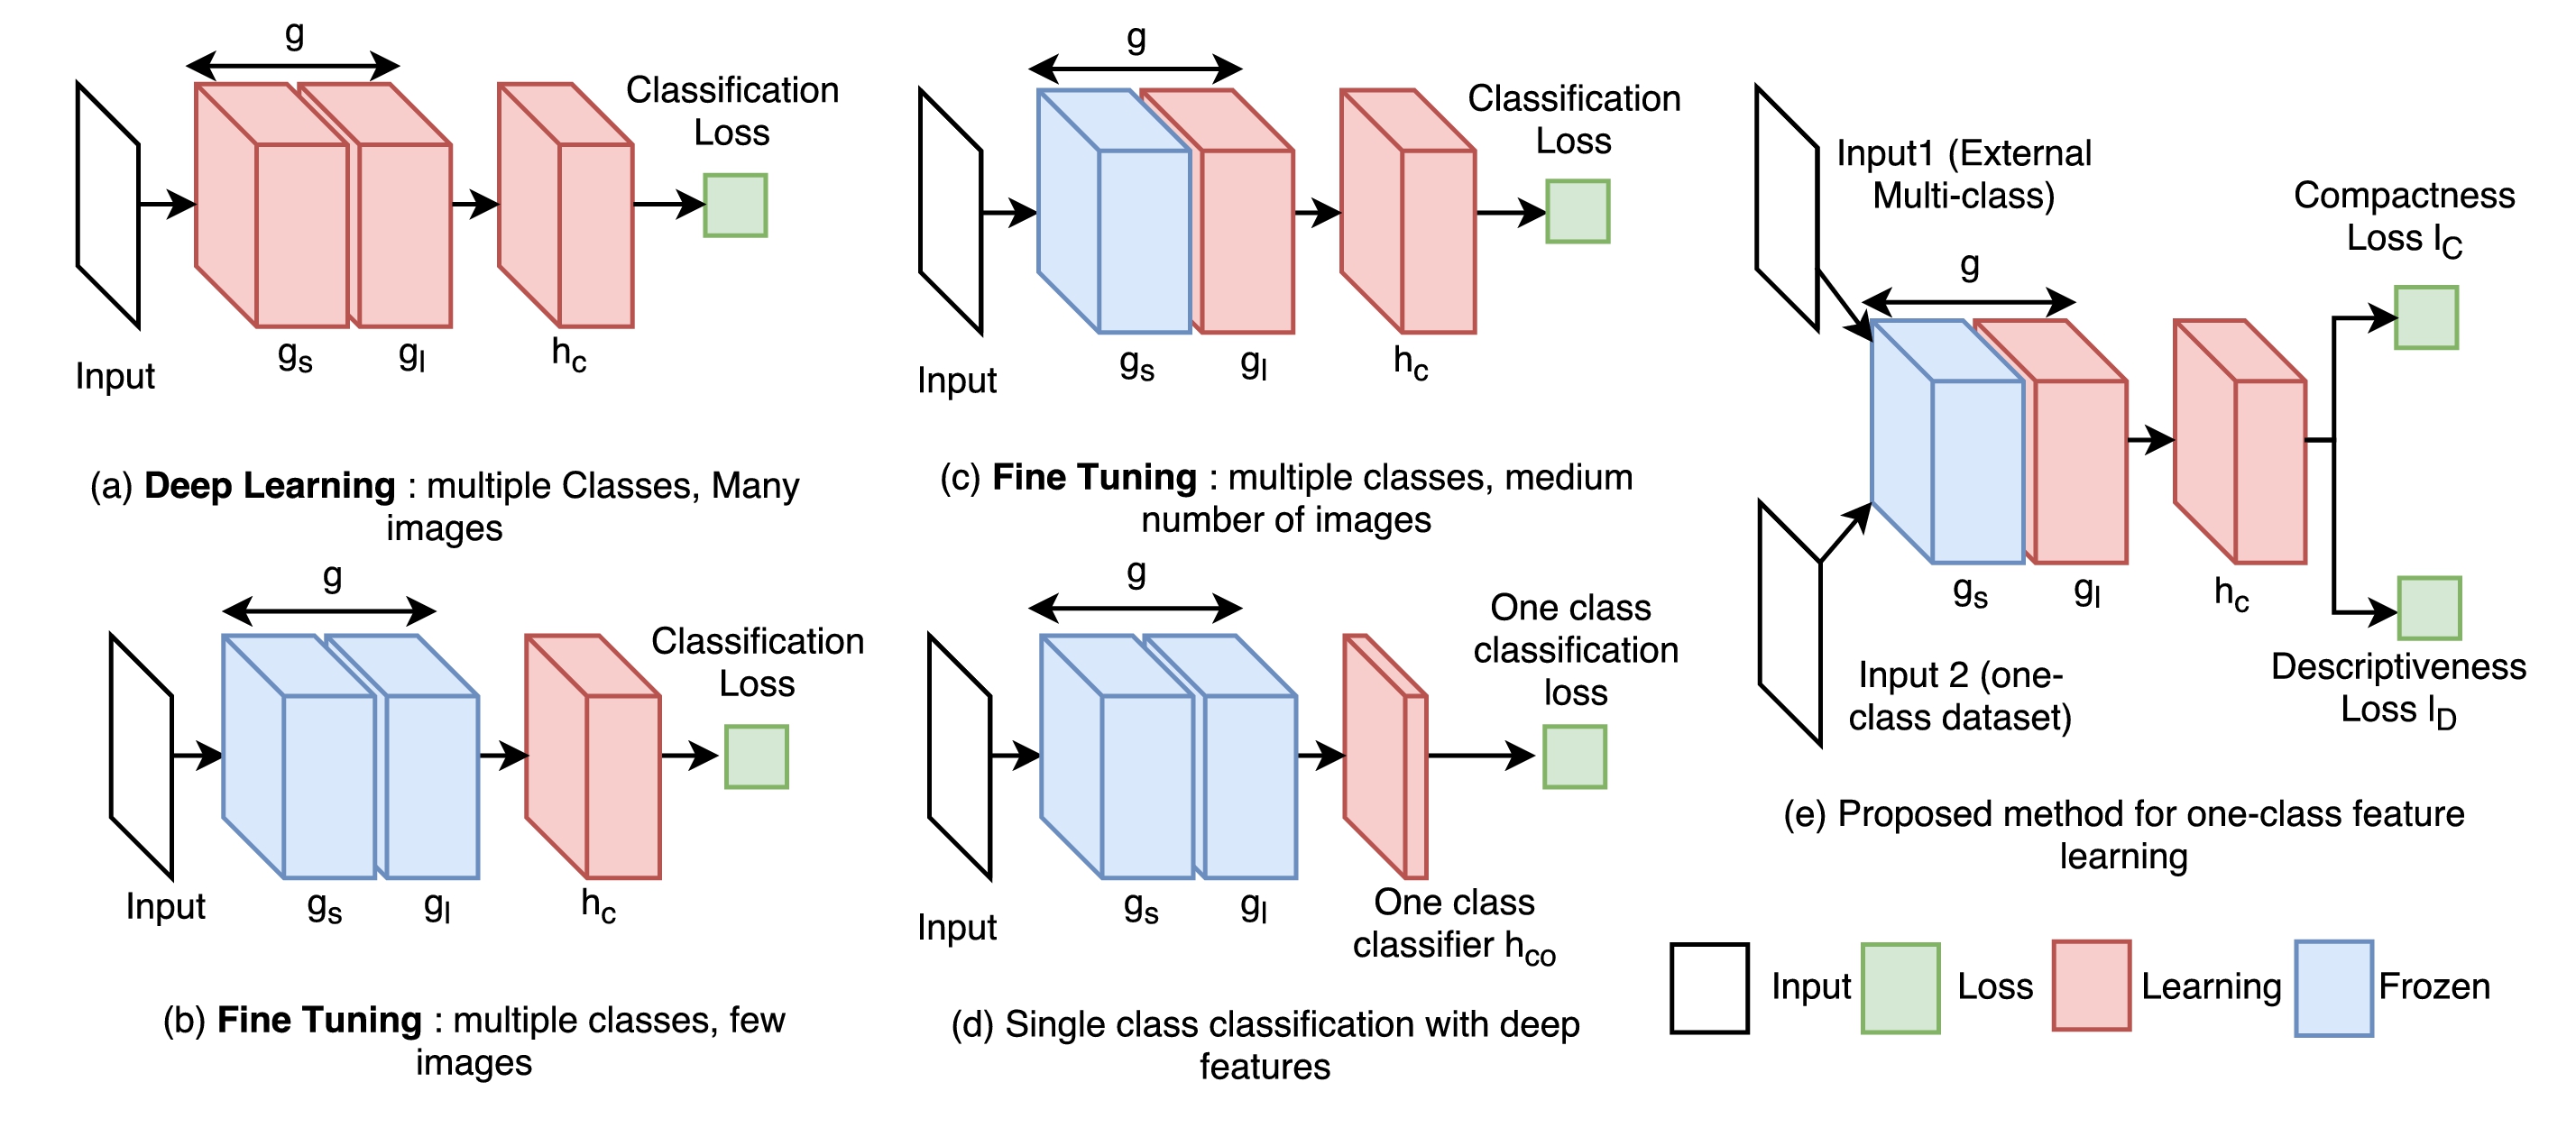 g
Classification
Loss
g_s
g_l
h_c
Input
(a) Deep Learning : multiple Classes, Many
images
g
Classification
Loss
g_s
g_l
h_c
Input
(b) Fine Tuning : multiple classes, few
images
g
Classification
Loss
g_s
g_l
h_c
Input
(c) Fine Tuning : multiple classes, medium
number of images
g
One class
classification
loss
g_s
g_l
One class
classifier h_co
Input
(d) Single class classification with deep
features
Input1 (External
Multi-class)
g
Compactness
Loss l_C
g_s
g_l
h_c
Input 2 (one-
class dataset)
Descriptiveness
Loss l_D
(e) Proposed method for one-class feature
learning
Input
Loss
Learning
Frozen